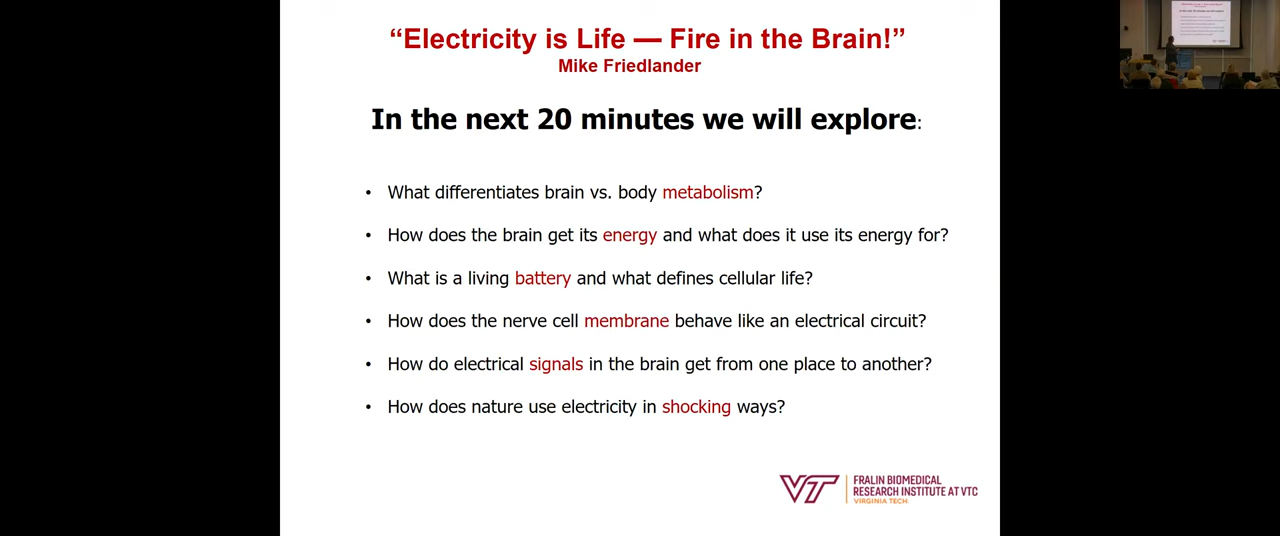 “Electricity is Life — Fire in the Brain!”
Mike Friedlander
In the next 20 minutes we will explore:
• What differentiates brain vs. body metabolism?
• How does the brain get its energy and what does it use its energy for?
• What is a living battery and what defines cellular life?
• How does the nerve cell membrane behave like an electrical circuit?
• How do electrical signals in the brain get from one place to another?
• How does nature use electricity in shocking ways?
VT
FRALIN BIOMEDICAL
RESEARCH INSTITUTE AT VTC
VIRGINIA TECH.